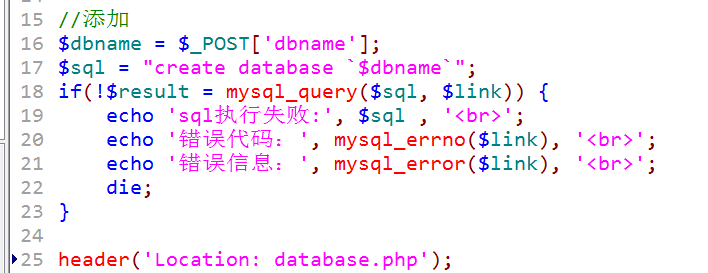 15 //添加
16 $dbname = $_POST['dbname'];
17 $sql = "create database `$dbname`";
18 if(!$result = mysql_query($sql, $link)) {
19 echo 'sql执行失败:', $sql , '<br>';
20 echo '错误代码：', mysql_errno($link), '<br>';
21 echo '错误信息：', mysql_error($link), '<br>';
22 die;
23 }
24
25 header('Location: database.php');